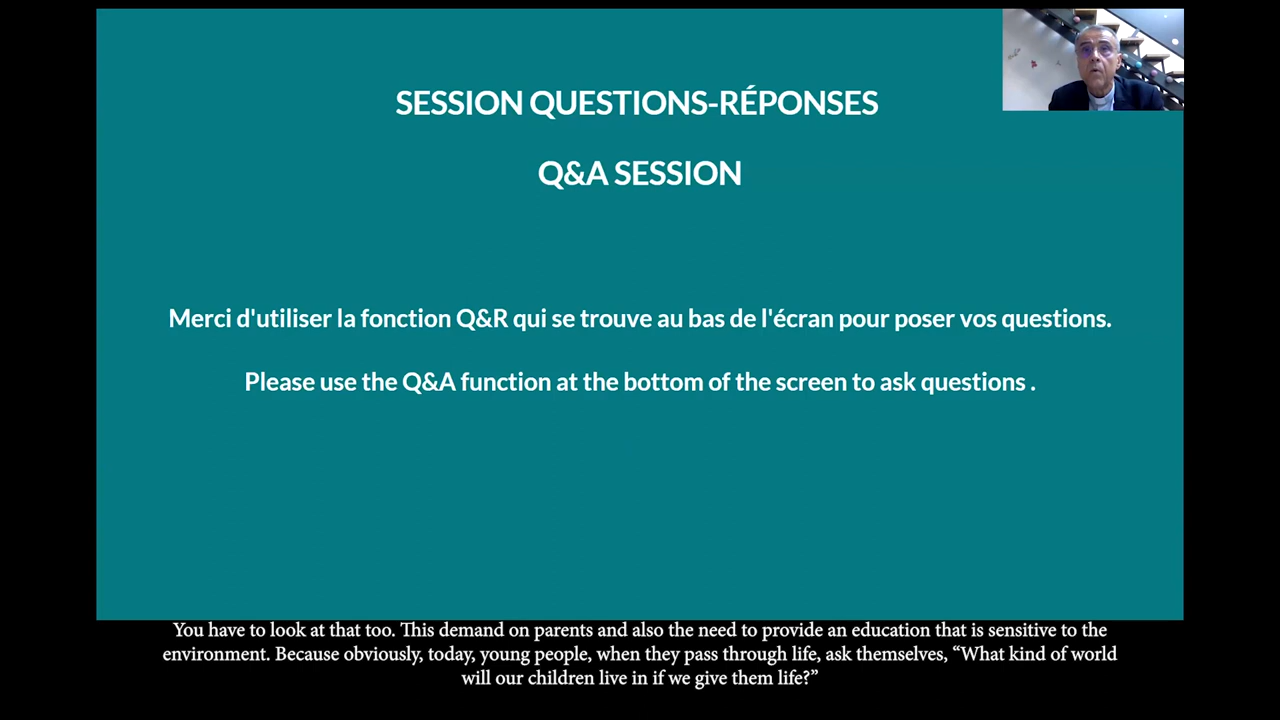 SESSION QUESTIONS-RÉPONSES
Q&A SESSION
Merci d'utiliser la fonction Q&R qui se trouve au bas de l'écran pour poser vos questions.
Please use the Q&A function at the bottom of the screen to ask questions .
You have to look at that too. This demand on parents and also the need to provide an education that is sensitive to the
environment. Because obviously, today, young people, when they pass through life, ask themselves, “What kind of world
will our children live in if we give them life?”